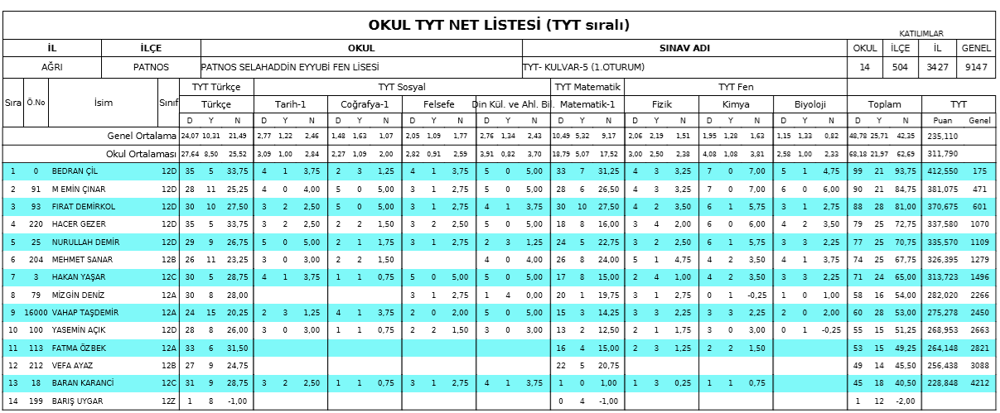 OKUL TYT NET LİSTESİ (TYT sıralı)
KATILIMLAR
İL İLÇE OKUL SINAV ADI OKUL İLÇE İL GENEL
AĞRI PATNOS PATNOS SELAHADDİN EYYUBİ FEN LİSESİ TYT- KULVAR-5 (1.OTURUM) 14 504 3427 9147
TYT Türkçe TYT Sosyal TYT Matematik TYT Fen
Sıra Ö.No İsim Sınıf Türkçe Tarih-1 Coğrafya-1 Felsefe Din Kül. ve Ahl. Bil. Matematik-1 Fizik Kimya Biyoloji Toplam TYT
D Y N D Y N D Y N D Y N D Y N D Y N D Y N D Y N D Y N D Y N Puan Genel
Genel Ortalama 24,07 10,31 21,49 2,77 1,22 2,46 1,48 1,63 1,07 2,05 1,09 1,77 2,76 1,34 2,43 10,49 5,32 9,17 2,06 2,19 1,51 1,95 1,28 1,63 1,15 1,33 0,82 48,78 25,71 42,35 235,110
Okul Ortalaması 27,64 8,50 25,52 3,09 1,00 2,84 2,27 1,09 2,00 2,82 0,91 2,59 3,91 0,82 3,70 18,79 5,07 17,52 3,00 2,50 2,38 4,08 1,08 3,81 2,58 1,00 2,33 68,18 21,97 62,69 311,790
1 0 BEDRAN ÇİL 12D 35 5 33,75 4 1 3,75 2 3 1,25 4 1 3,75 5 0 5,00 33 7 31,25 4 3 3,25 7 0 7,00 5 1 4,75 99 21 93,75 412,550 175
2 91 M EMİN ÇINAR 12D 28 11 25,25 4 0 4,00 5 0 5,00 3 1 2,75 5 0 5,00 28 6 26,50 4 3 3,25 7 0 7,00 6 0 6,00 90 21 84,75 381,075 471
3 93 FIRAT DEMİRKOL 12D 30 10 27,50 3 2 2,50 5 0 5,00 3 1 2,75 4 1 3,75 30 10 27,50 4 2 3,50 6 1 5,75 3 1 2,75 88 28 81,00 370,675 601
4 220 HACER GEZER 12D 35 5 33,75 3 2 2,50 2 2 1,50 3 2 2,50 5 0 5,00 18 8 16,00 3 4 2,00 6 0 6,00 4 2 3,50 79 25 72,75 337,580 1070
5 25 NURULLAH DEMİR 12D 29 9 26,75 5 0 5,00 2 1 1,75 3 1 2,75 2 3 1,25 24 5 22,75 3 2 2,50 6 1 5,75 3 3 2,25 77 25 70,75 335,570 1109
6 204 MEHMET SANAR 12B 26 11 23,25 3 0 3,00 2 2 1,50 4 0 4,00 26 8 24,00 5 1 4,75 4 2 3,50 4 1 3,75 74 25 67,75 326,395 1279
7 3 HAKAN YAŞAR 12C 30 5 28,75 4 1 3,75 1 1 0,75 5 0 5,00 5 0 5,00 17 8 15,00 2 4 1,00 4 2 3,50 3 3 2,25 71 24 65,00 313,723 1496
8 79 MİZGİN DENİZ 12A 30 8 28,00 3 1 2,75 1 4 0,00 20 1 19,75 3 1 2,75 0 1 -0,25 1 0 1,00 58 16 54,00 282,020 2266
9 16000 VAHAP TAŞDEMİR 12A 24 15 20,25 2 3 1,25 4 1 3,75 2 0 2,00 5 0 5,00 15 3 14,25 3 3 2,25 3 3 2,25 2 0 2,00 60 28 53,00 275,278 2450
10 100 YASEMİN AÇIK 12D 28 8 26,00 3 0 3,00 1 1 0,75 2 2 1,50 3 0 3,00 13 2 12,50 2 1 1,75 3 0 3,00 0 1 -0,25 55 15 51,25 268,953 2663
11 113 FATMA ÖZBEK 12A 33 6 31,50 16 4 15,00 2 3 1,25 2 2 1,50 53 15 49,25 264,148 2821
12 212 VEFA AYAZ 12B 27 9 24,75 22 5 20,75 49 14 45,50 256,438 3088
13 18 BARAN KARANCİ 12C 31 9 28,75 3 2 2,50 1 1 0,75 3 1 2,75 4 1 3,75 1 0 1,00 1 3 0,25 1 1 0,75 45 18 40,50 228,848 4212
14 199 BARIŞ UYGAR 12Z 1 8 -1,00 0 4 -1,00 1 12 -2,00